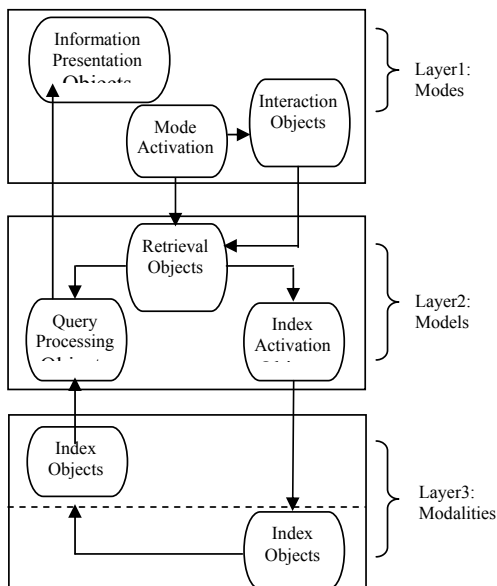 Information
Presentation
Objects
Layer1:
Modes
Interaction
Objects
Mode
Activation
Retrieval
Objects
Layer2:
Models
Query
Processing
Index
Activation
Index
Objects
Layer3:
Modalities
Index
Objects